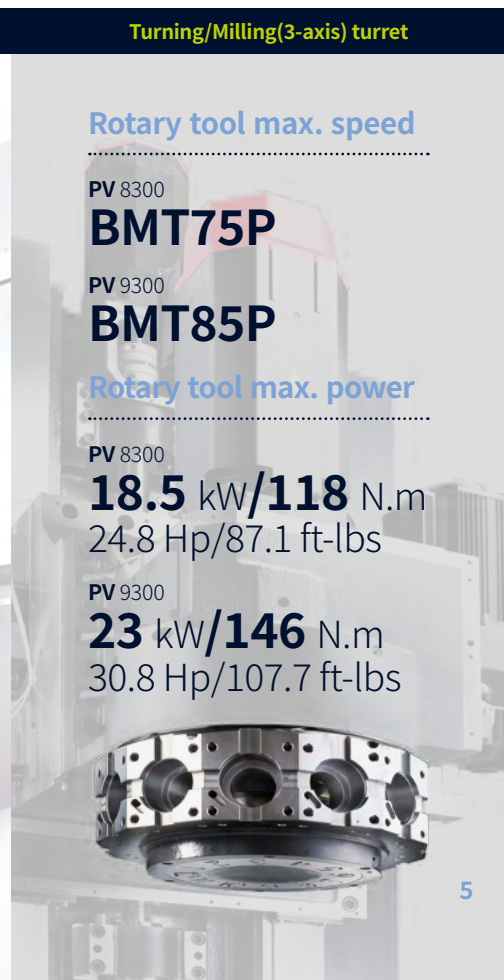 Turning/Milling(3-axis) turret
Rotary tool max. speed
PV 8300
BMT75P
PV 9300
BMT85P
Rotary tool max. power
PV 8300
18.5 kW/118 N.m
24.8 Hp/87.1 ft-lbs
PV 9300
23 kW/146 N.m
30.8 Hp/107.7 ft-lbs
5